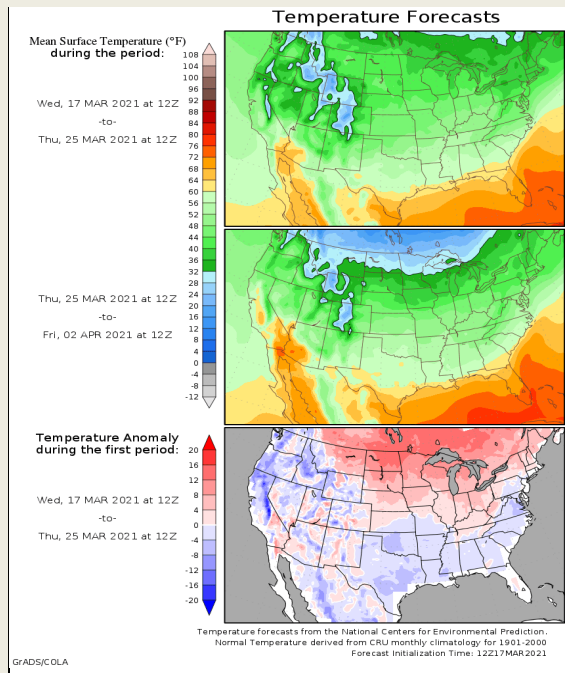 Temperature Forecasts
Mean Surface Temperature (°F)
during the period:
Wed, 17 MAR 2021 at 12Z
-to-
Thu, 25 MAR 2021 at 12Z
108
104
100
96
92
88
84
80
76
72
68
64
60
56
52
48
44
40
36
32
30
28
24
20
16
12
8
4
0
-4
-8
-12
Thu, 25 MAR 2021 at 12Z
-to-
Fri, 02 APR 2021 at 12Z
Temperature Anomaly
during the first period:
Wed, 17 MAR 2021 at 12Z
-to-
Thu, 25 MAR 2021 at 12Z
20
16
12
8
4
0
-4
-8
-12
-16
-20
Temperature forecasts from the National Centers for Environmental Prediction.
Normal Temperature derived from CRU monthly climatology for 1901-2000
Forecast Initialization Time: 12Z17MAR2021
GrADS/COLA